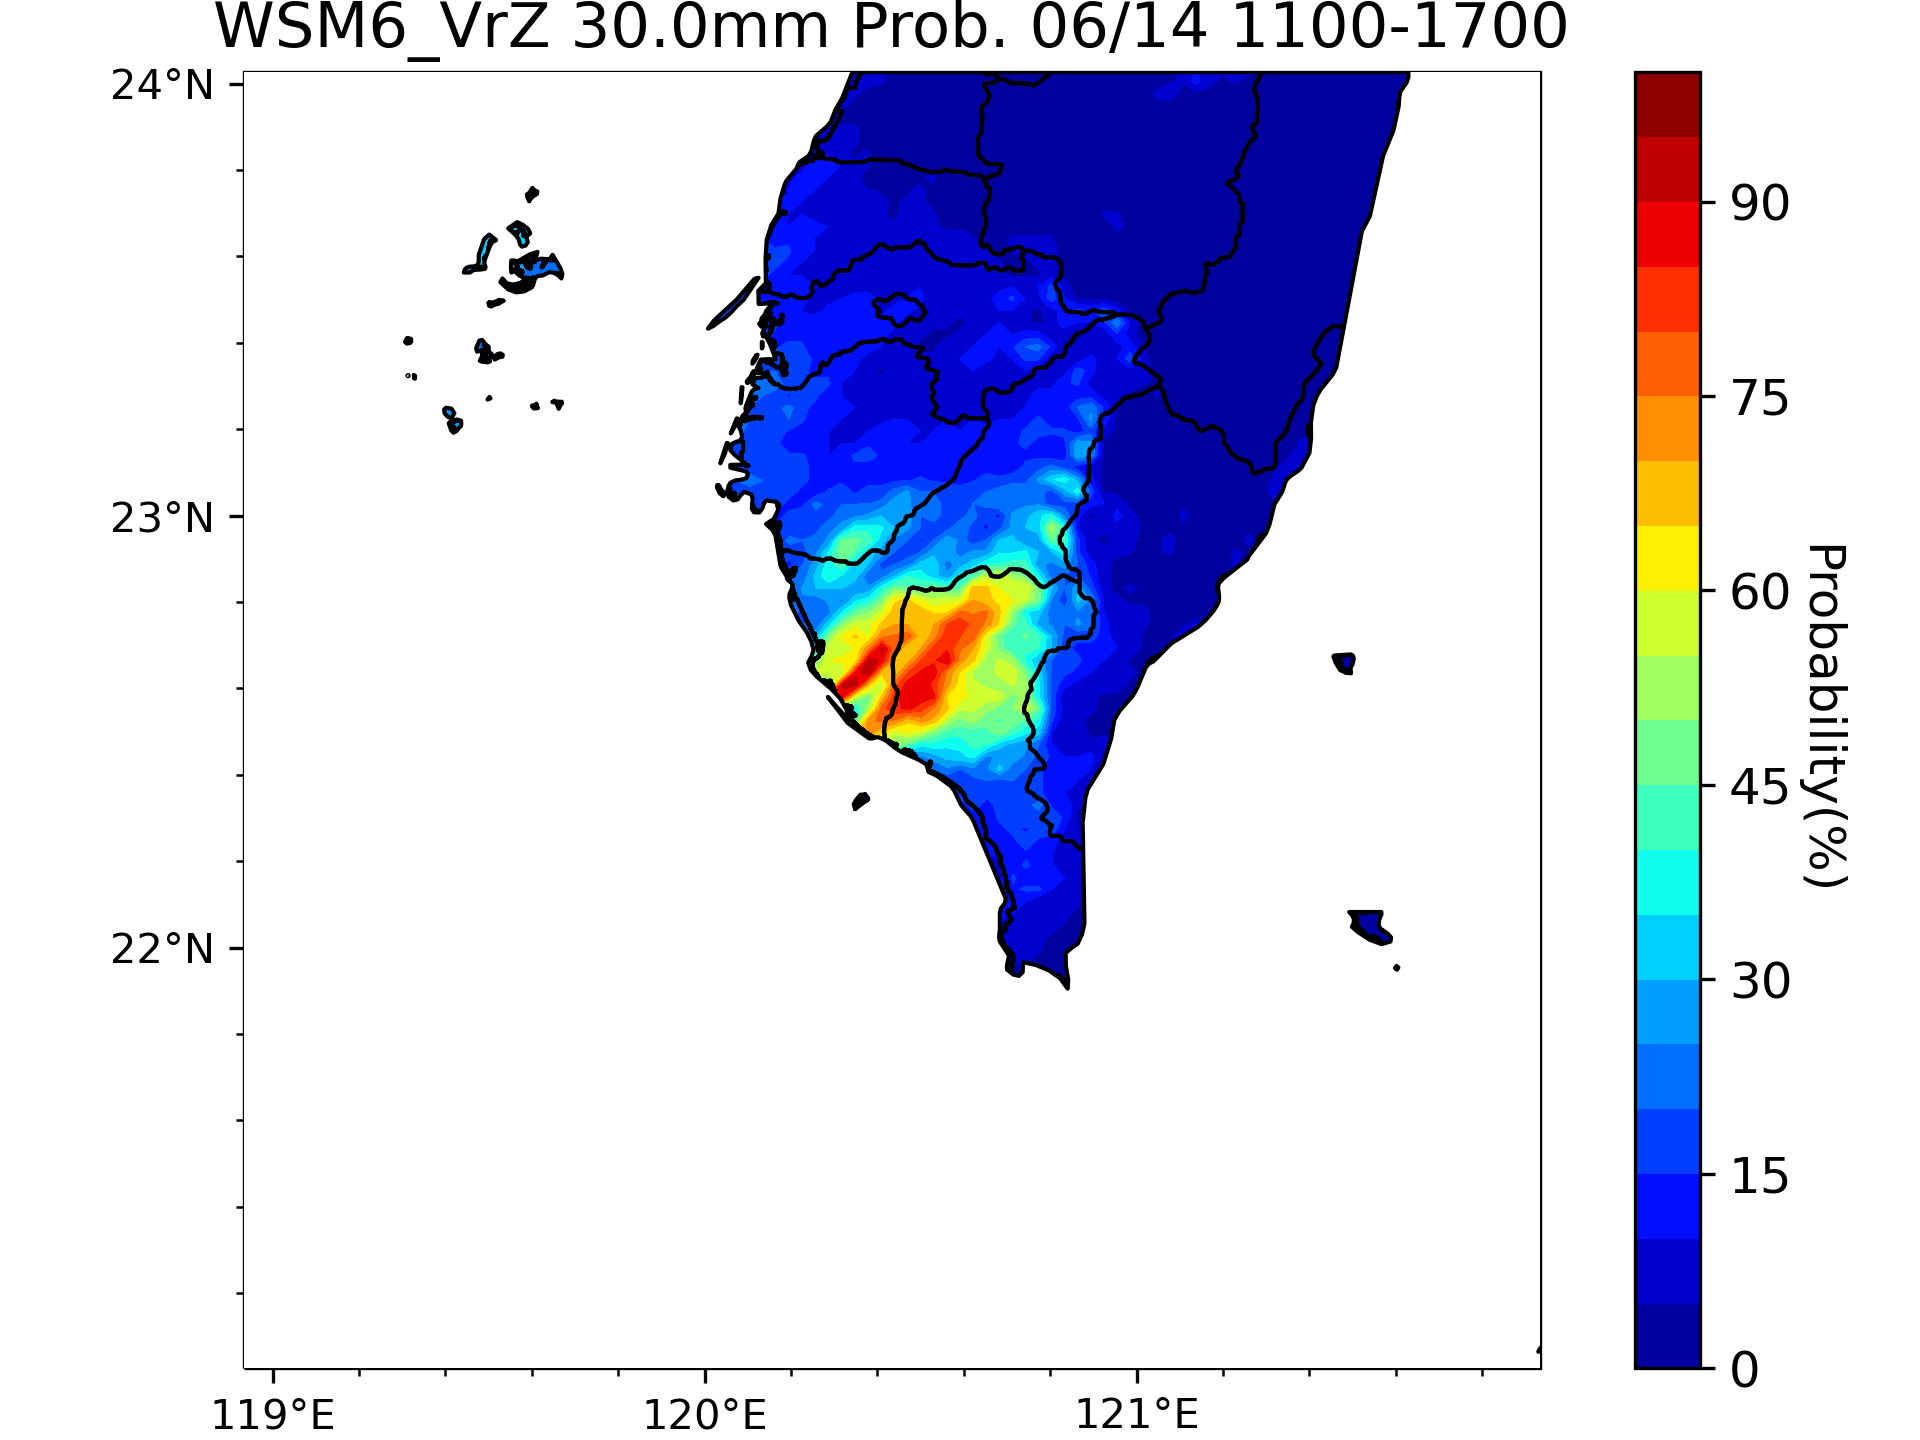 WSM6_VrZ 30.0mm Prob. 06/14 1100-1700
24°N
23°N
22°N
119°E
120°E
121°E
90
75
60
45
30
15
0
Probability(%)